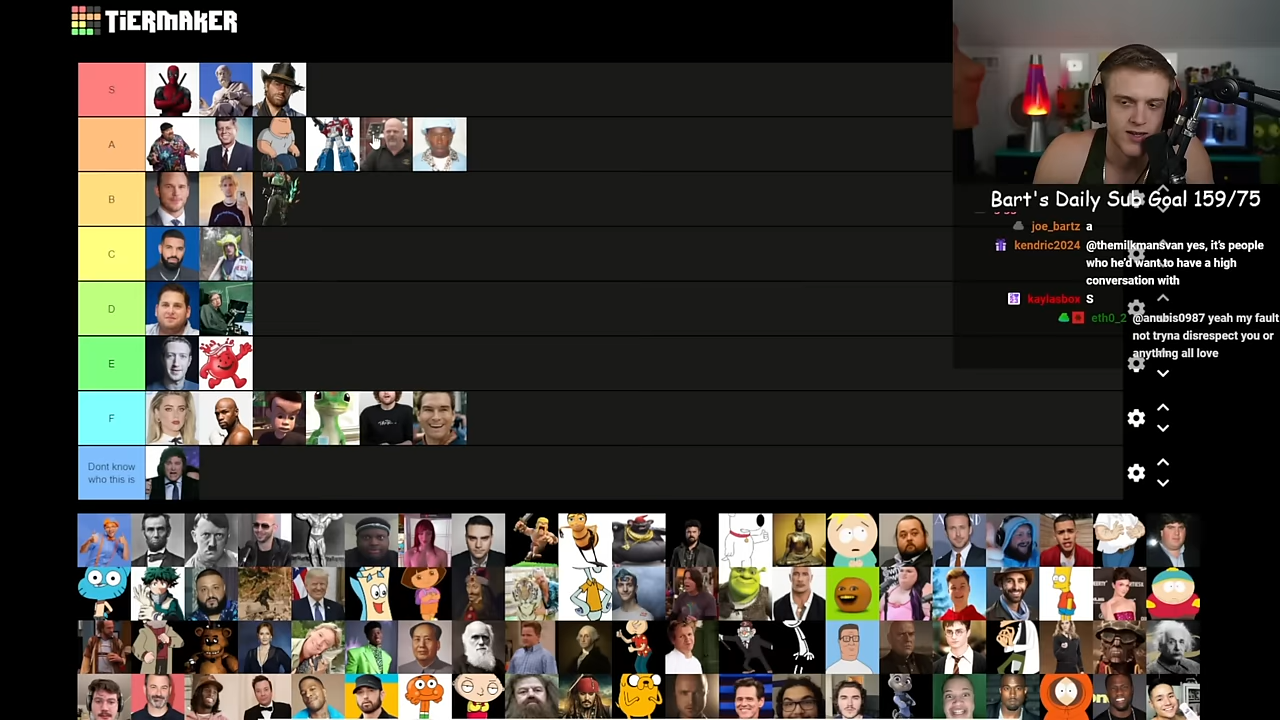 TiERMAKER
S
A
B
C
D
E
F
Dont know
who this is
Bart's Daily Sub Goal 159/75
joe_bartz a
kendric2024 @themilkmansvan yes, it's people
who he'd want to have a high
conversation with
kaylasbox S
eth0_2 @anubis0987 yeah my fault
not tryna disrespect you or
anything all love